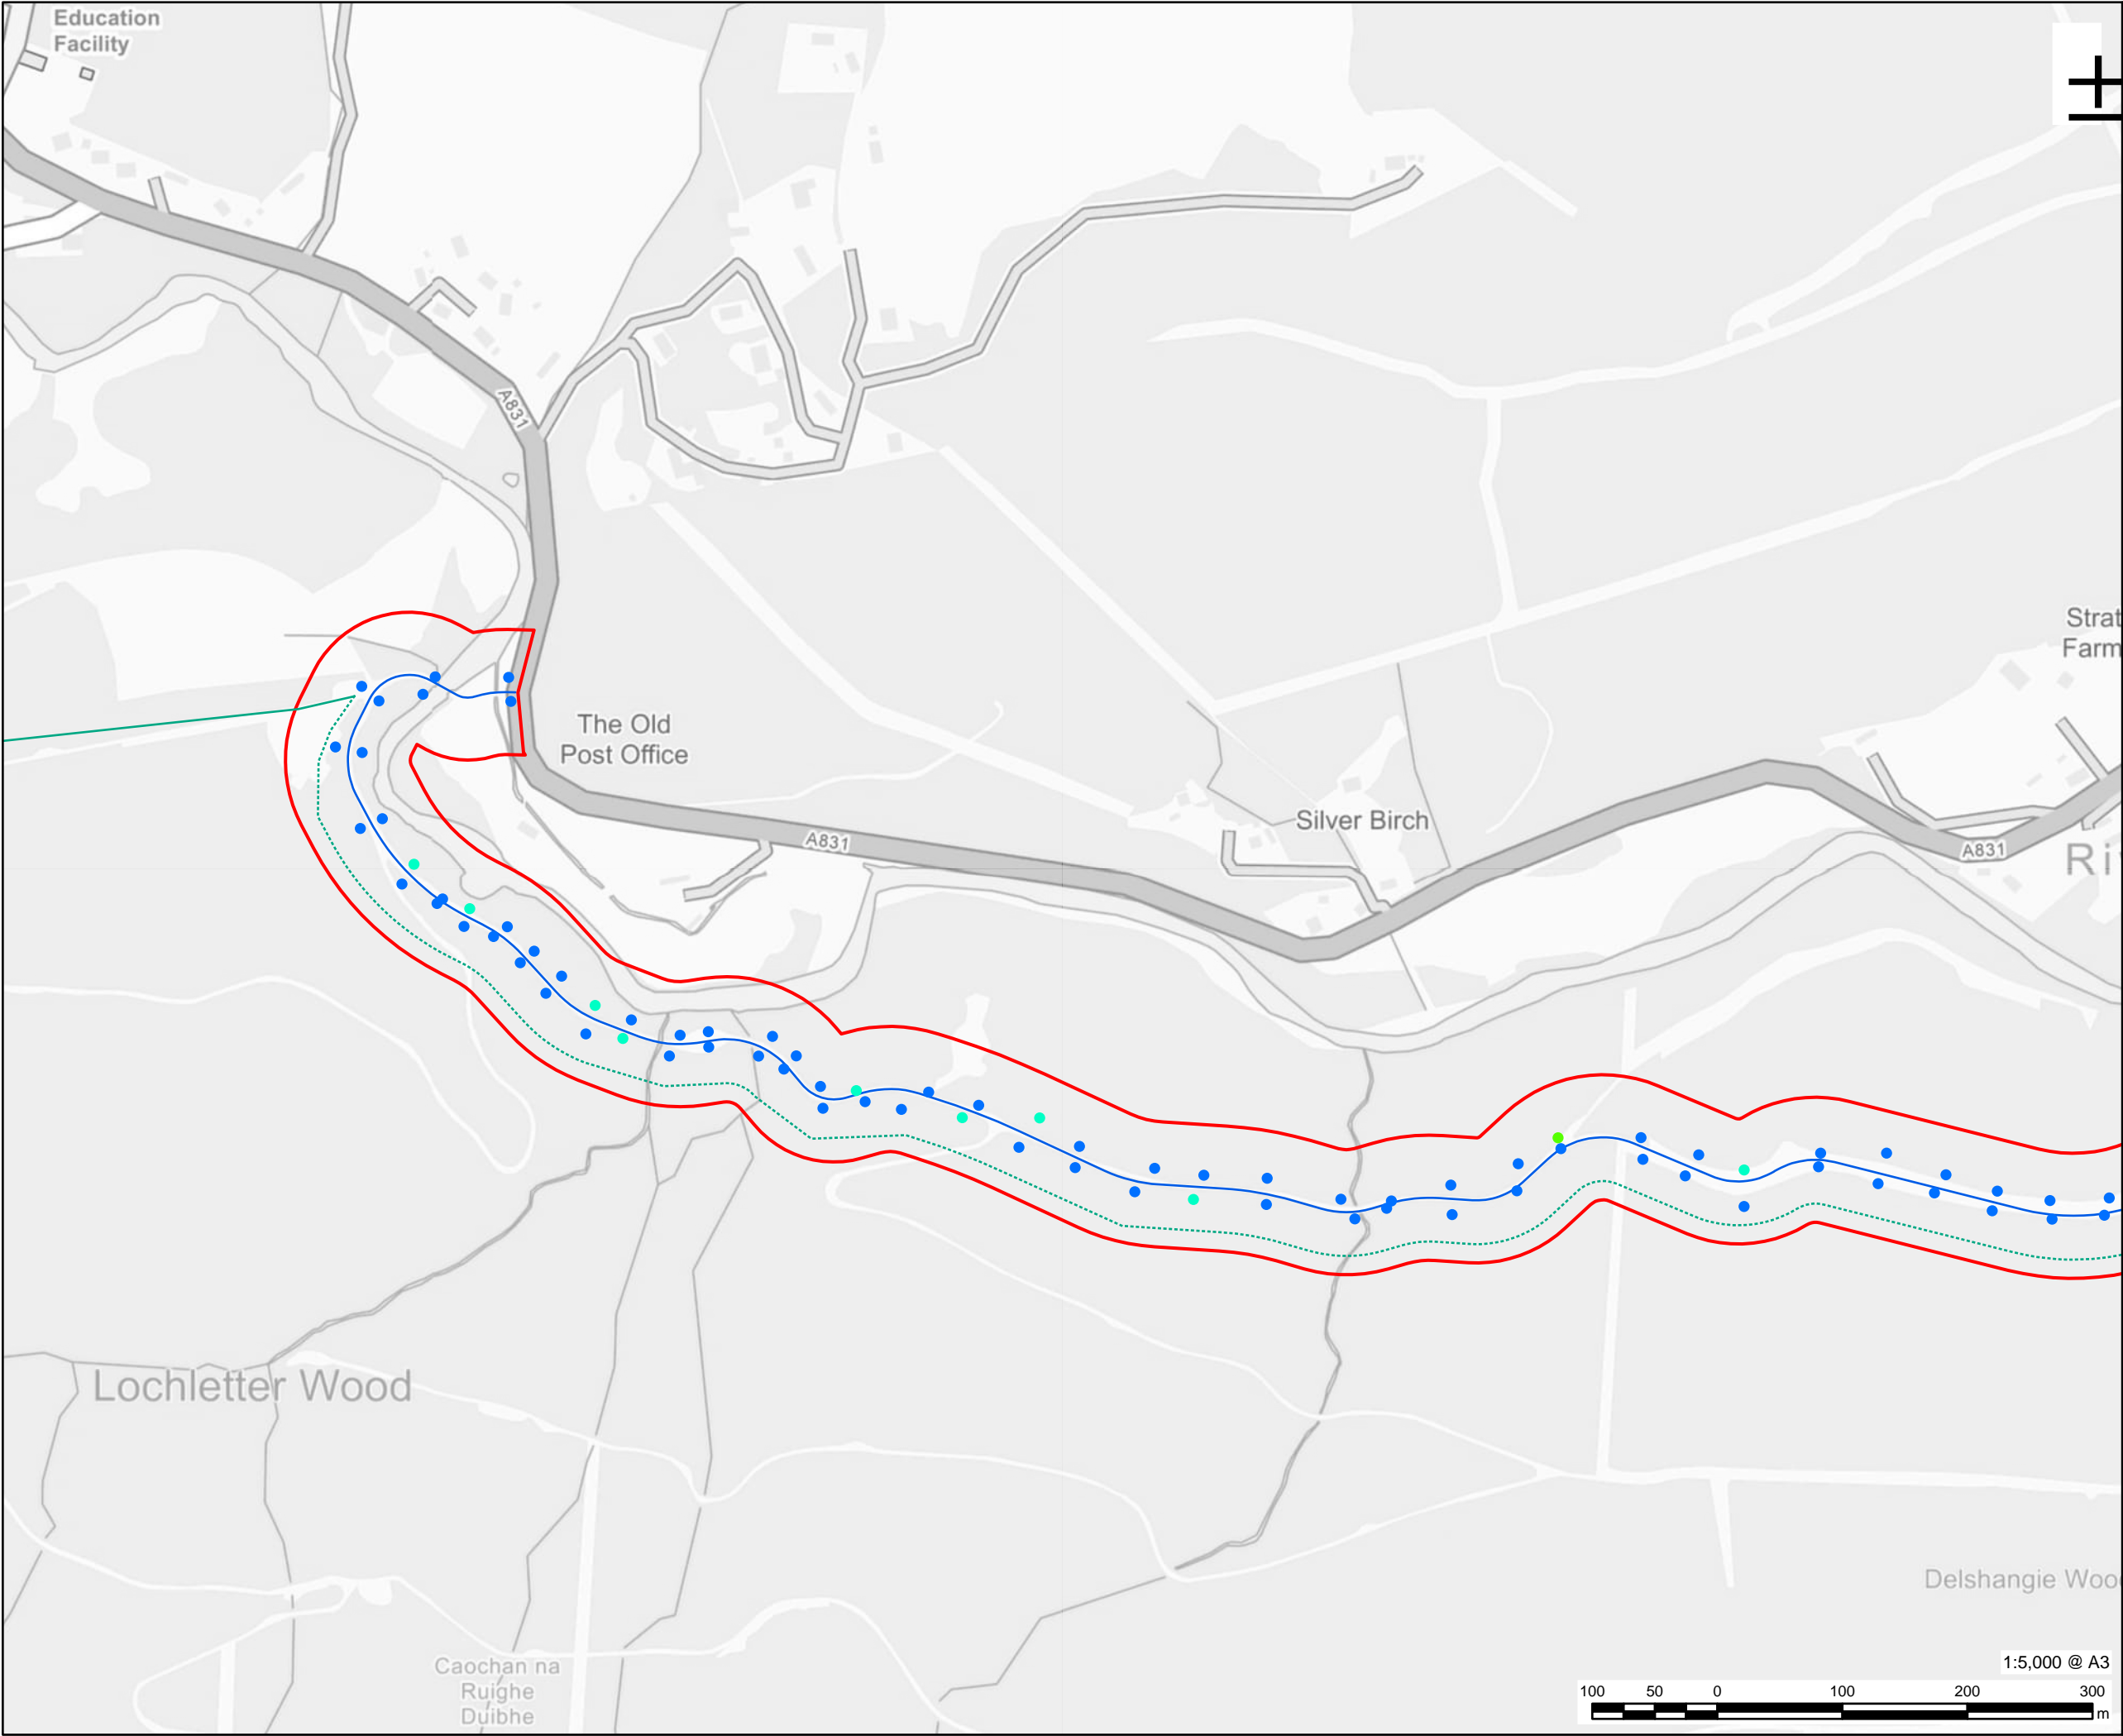 Education
Facility
A831
Strat
Farm
The Old
Post Office
Silver Birch
A831
A831
Ri
Lochletter Wood
Delshangie Woo
Caochan na
Ruighe
Duibhe
1:5,000 @ A3
100 50 0 100 200 300
m